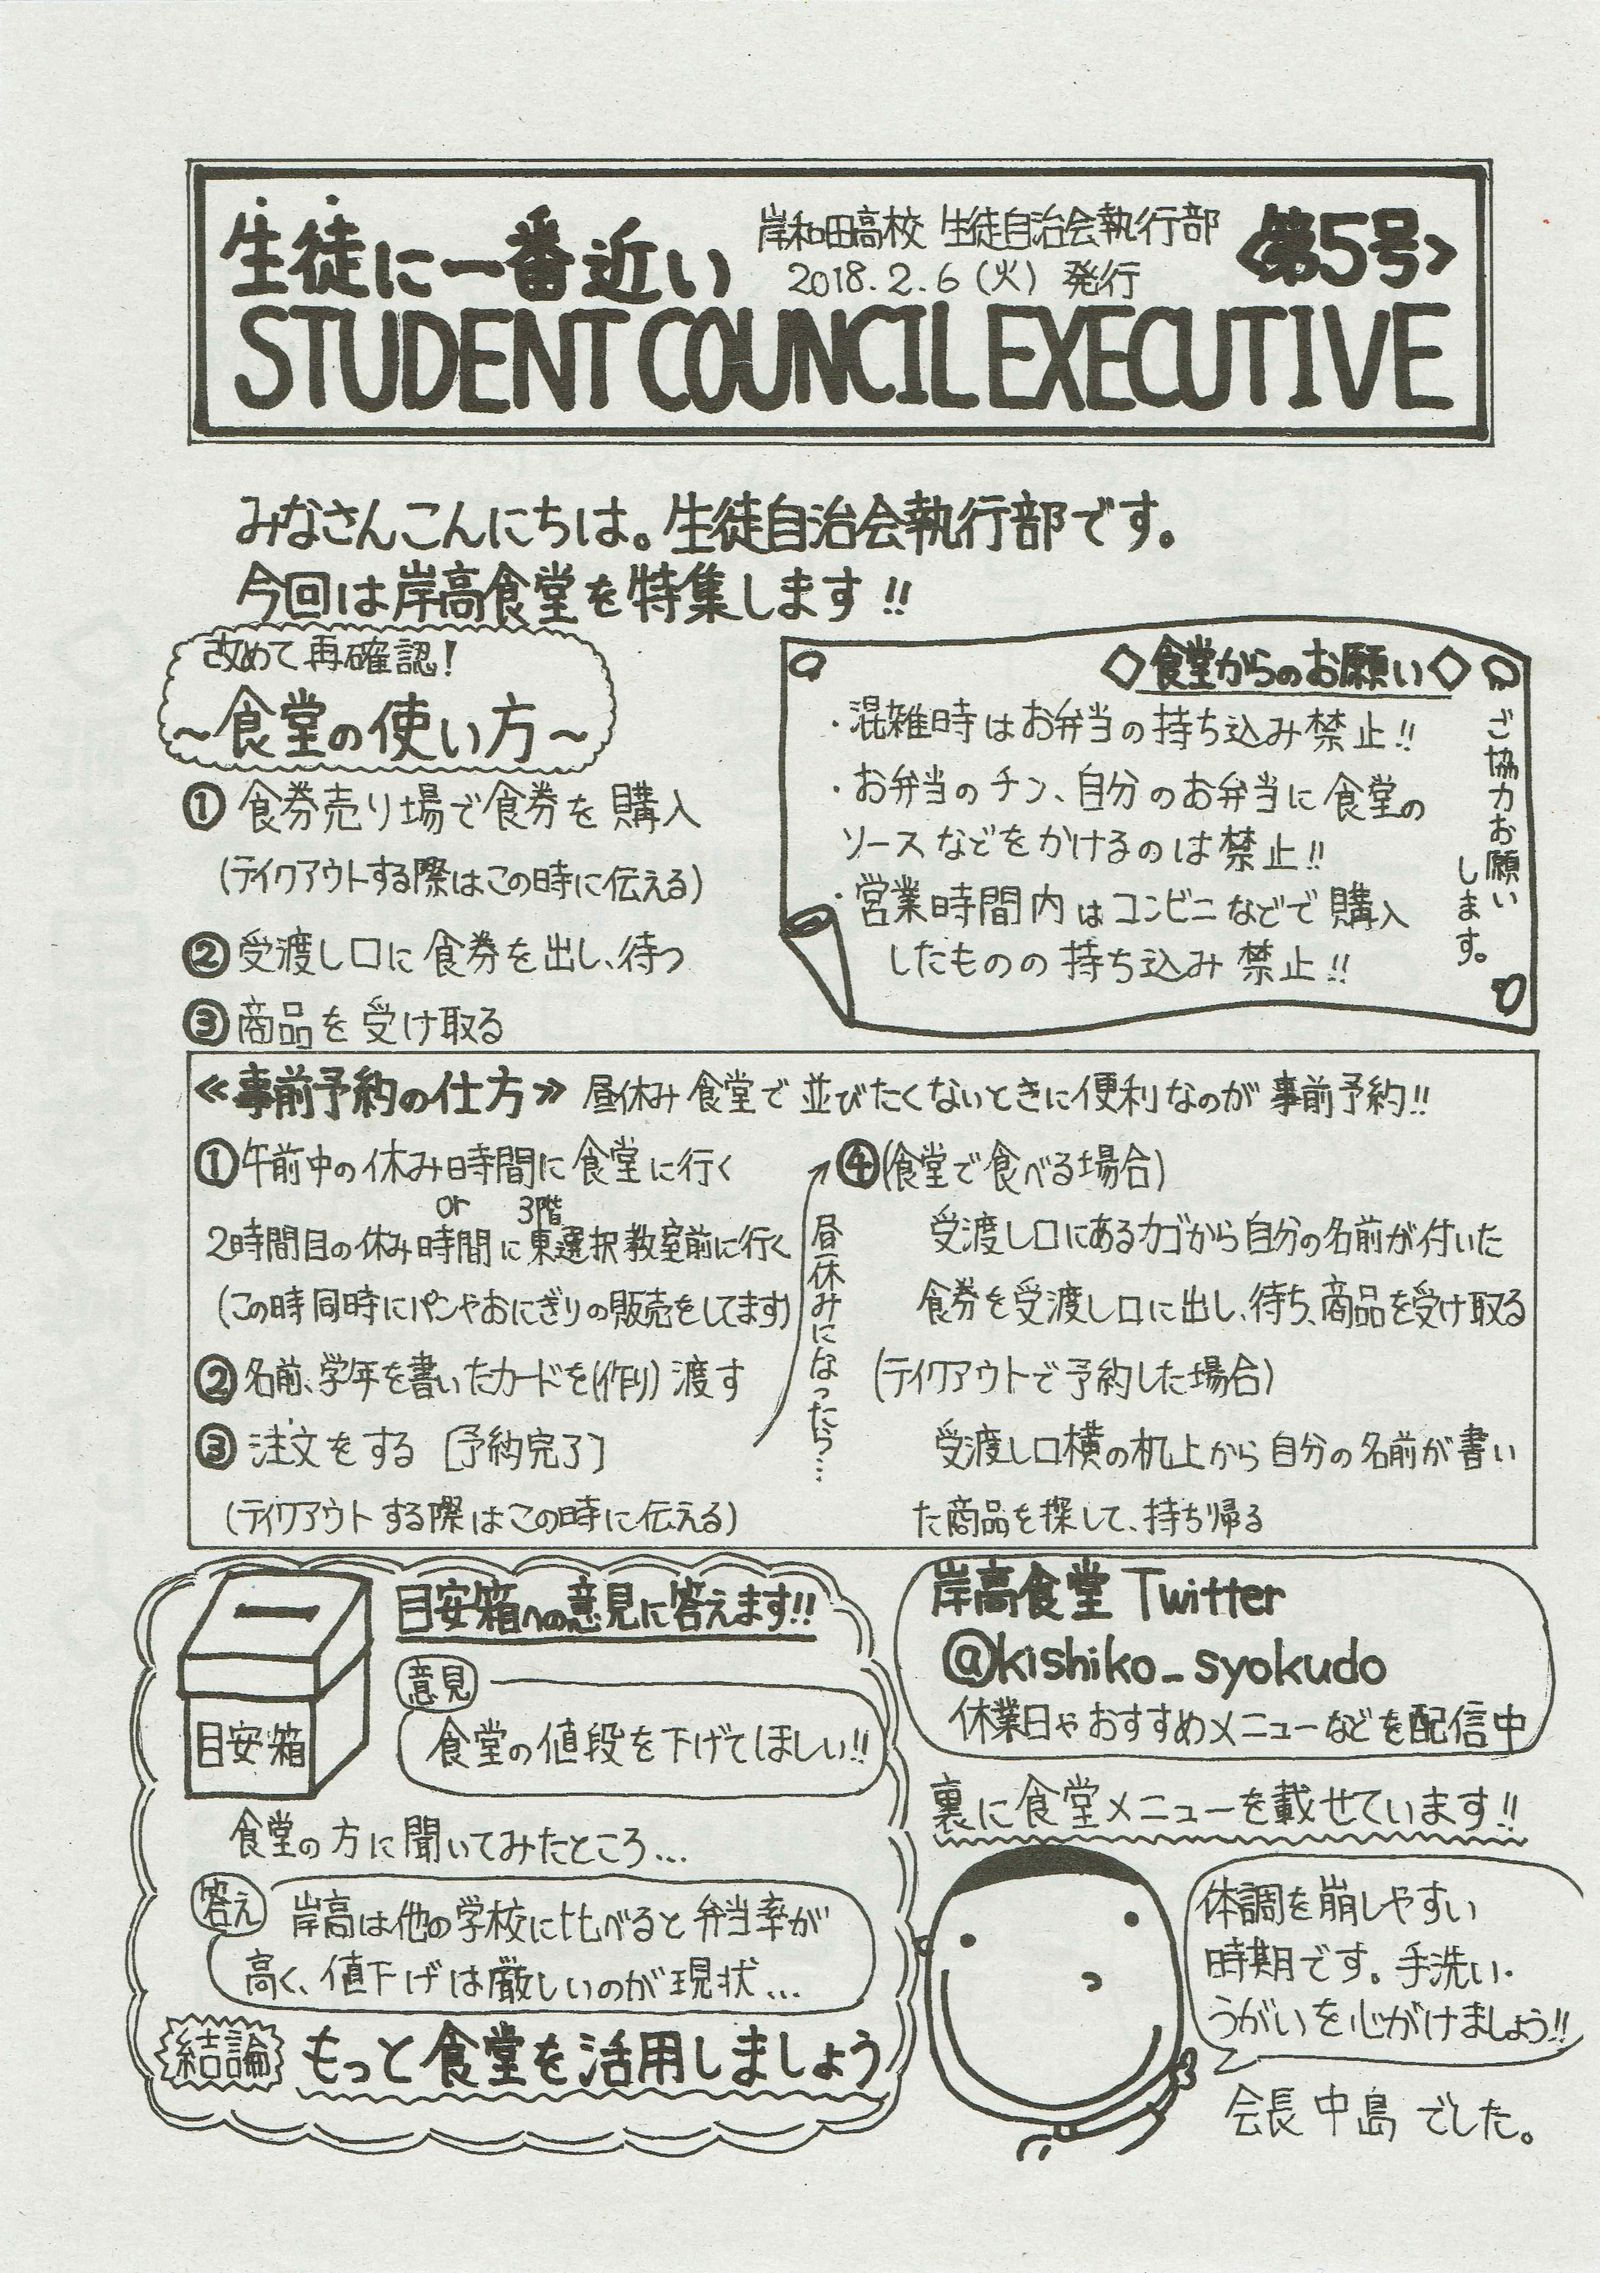 生徒に一番近い
岸和田高校 生徒自治会執行部
2018.2.6(火) 発行
<第5号>
STUDENT COUNCIL EXECUTIVE
みなさんこんにちは。生徒自治会執行部です。
今回は岸高食堂を特集します!!
改めて再確認!
~食堂の使い方~
①食券売り場で食券を購入
(テイクアウトする際はこの時に伝える)
②受渡し口に食券を出し、待つ
③商品を受け取る
◇食堂からのお願い◇
・混雑時はお弁当の持ち込み禁止!!
・お弁当のチン、自分のお弁当に食堂の
ソースなどをかけるのは禁止!!
・営業時間内はコンビニなどで購入
したものの持ち込み禁止!!
ご協力お願い
します。
≪事前予約の仕方≫ 昼休み食堂で並びたくないときに便利なのが事前予約!!
①午前中の休み時間に食堂に行く
or
3階
2時間目の休み時間に東選択教室前に行く
(この時同時にパンやおにぎりの販売をしてます)
②名前、学年を書いたカードを(作り)渡す
③注文をする [予約完了]
(テイクアウトする際はこの時に伝える)
昼休みになったら…
④(食堂で食べる場合)
受渡し口にあるカゴから自分の名前が付いた
食券を受渡し口に出し、待ち、商品を受け取る
(テイクアウトで予約した場合)
受渡し口横の机上から自分の名前が書い
た商品を探して、持ち帰る
目安箱への意見に答えます!!
目安箱
意見
食堂の値段を下げてほしい!!
食堂の方に聞いてみたところ…
答え
岸高は他の学校に比べると弁当率が
高く、値下げは厳しいのが現状…
結論
もっと食堂を活用しましょう
岸高食堂 Twitter
@kishiko_syokudo
休業日やおすすめメニューなどを配信中
裏に食堂メニューを載せています!!
体調を崩しやすい
時期です。手洗い・
うがいを心がけましょう!!
会長 中島 でした。